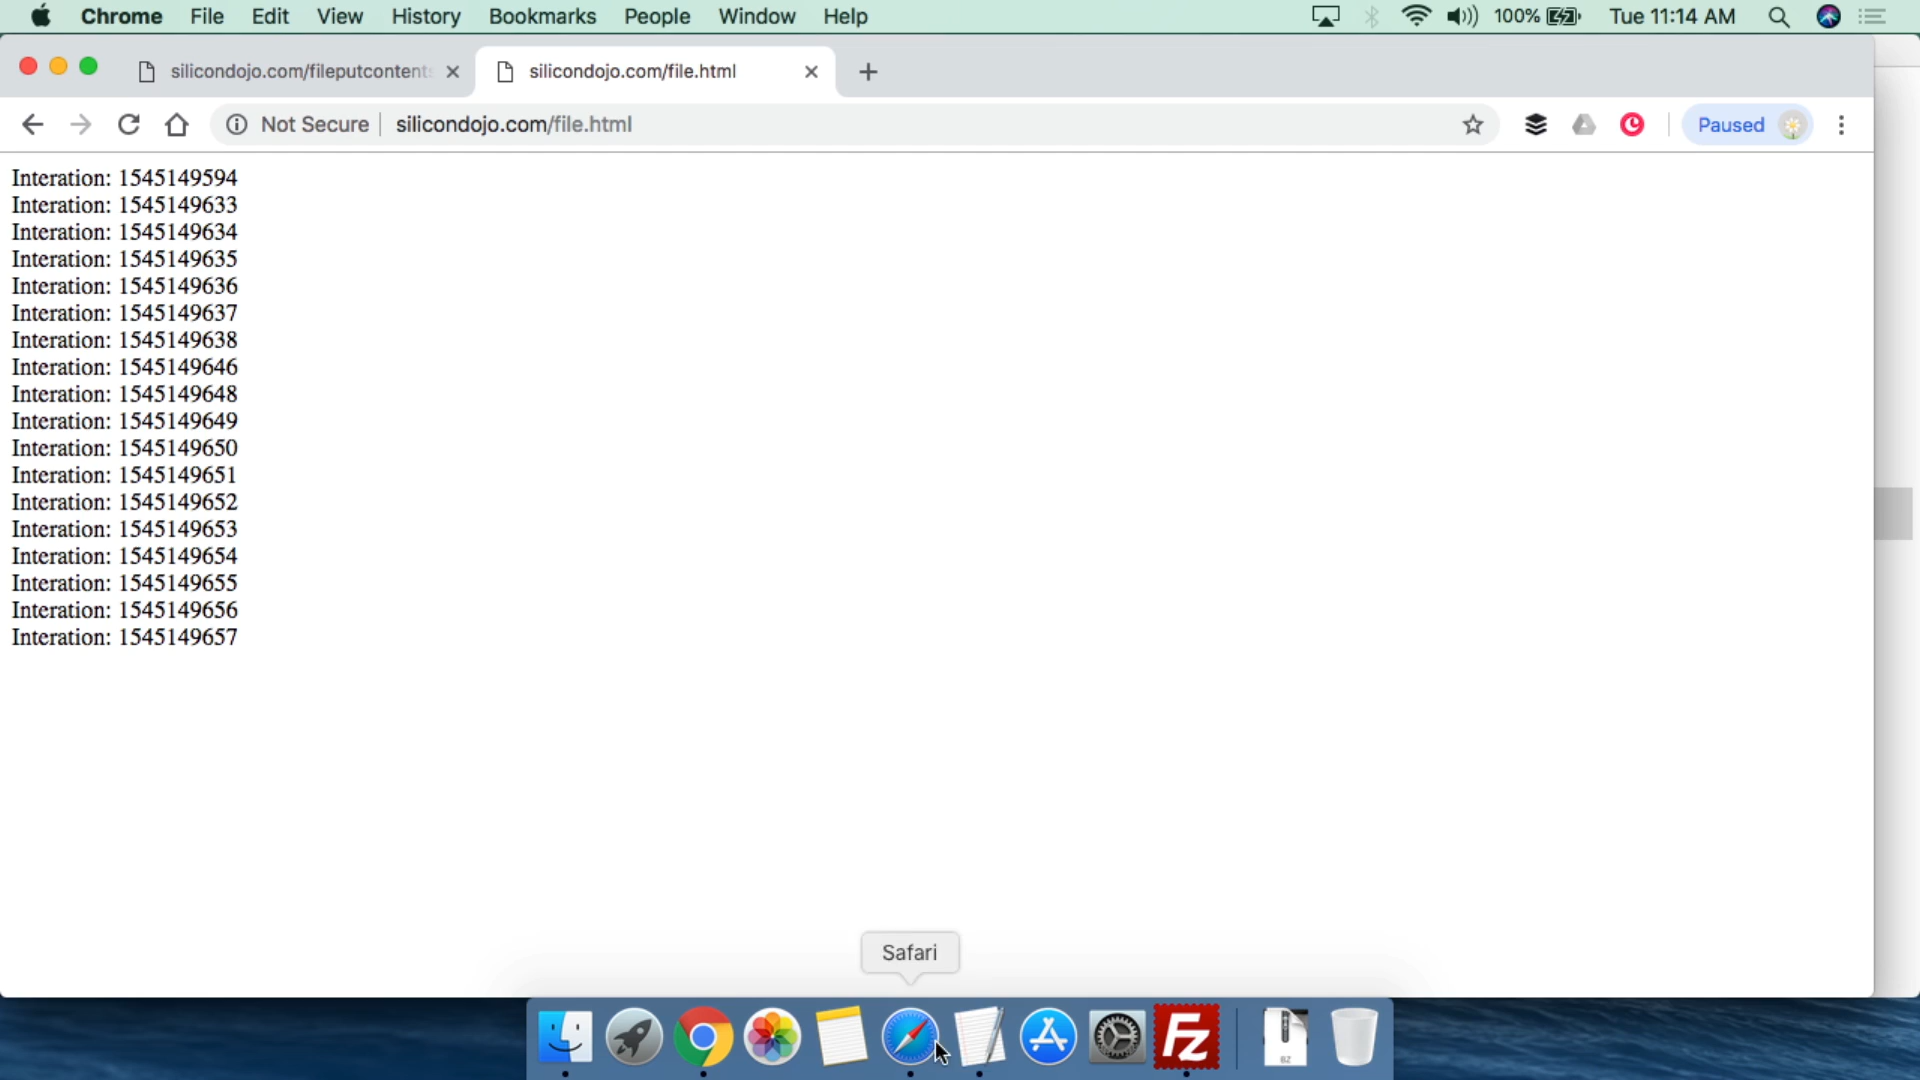 Chrome File Edit View History Bookmarks People Window Help 100% Tue 11:14 AM
silicondojo.com/fileputcontent silicondojo.com/file.html
Not Secure silicondojo.com/file.html Paused
Interation: 1545149594
Interation: 1545149633
Interation: 1545149634
Interation: 1545149635
Interation: 1545149636
Interation: 1545149637
Interation: 1545149638
Interation: 1545149646
Interation: 1545149648
Interation: 1545149649
Interation: 1545149650
Interation: 1545149651
Interation: 1545149652
Interation: 1545149653
Interation: 1545149654
Interation: 1545149655
Interation: 1545149656
Interation: 1545149657
Safari
Fz
BZ